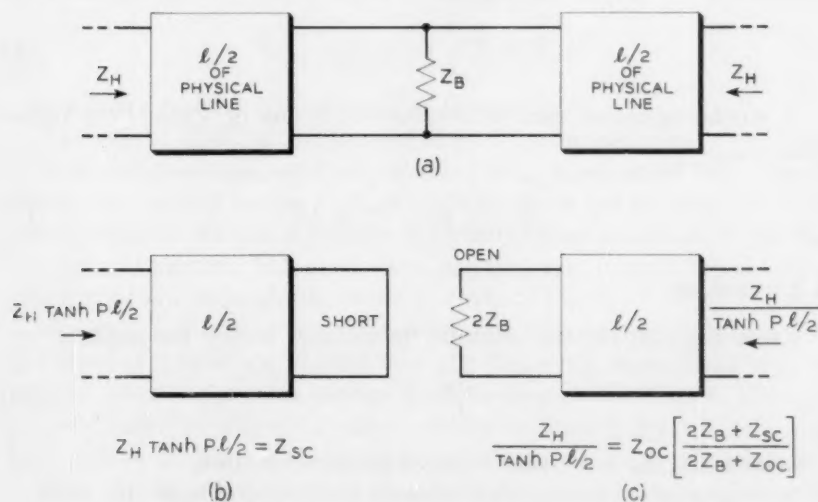 ℓ/2
OF
PHYSICAL
LINE
Z_H
Z_B
ℓ/2
OF
PHYSICAL
LINE
Z_H
(a)
Z_H TANh Pℓ/2
ℓ/2
SHORT
OPEN
2Z_B
ℓ/2
Z_H
TANh Pℓ/2
Z_H TANh Pℓ/2 = Z_SC
Z_H / TANh Pℓ/2 = Z_OC [ 2Z_B + Z_SC / 2Z_B + Z_OC ]
(b)
(c)